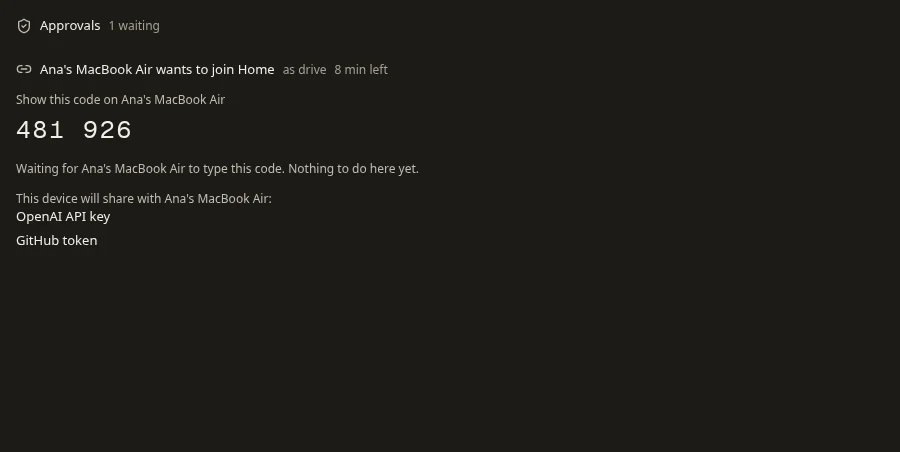 Approvals 1 waiting
Ana's MacBook Air wants to join Home as drive 8 min left
Show this code on Ana's MacBook Air
481 926
Waiting for Ana's MacBook Air to type this code. Nothing to do here yet.
This device will share with Ana's MacBook Air:
OpenAI API key
GitHub token